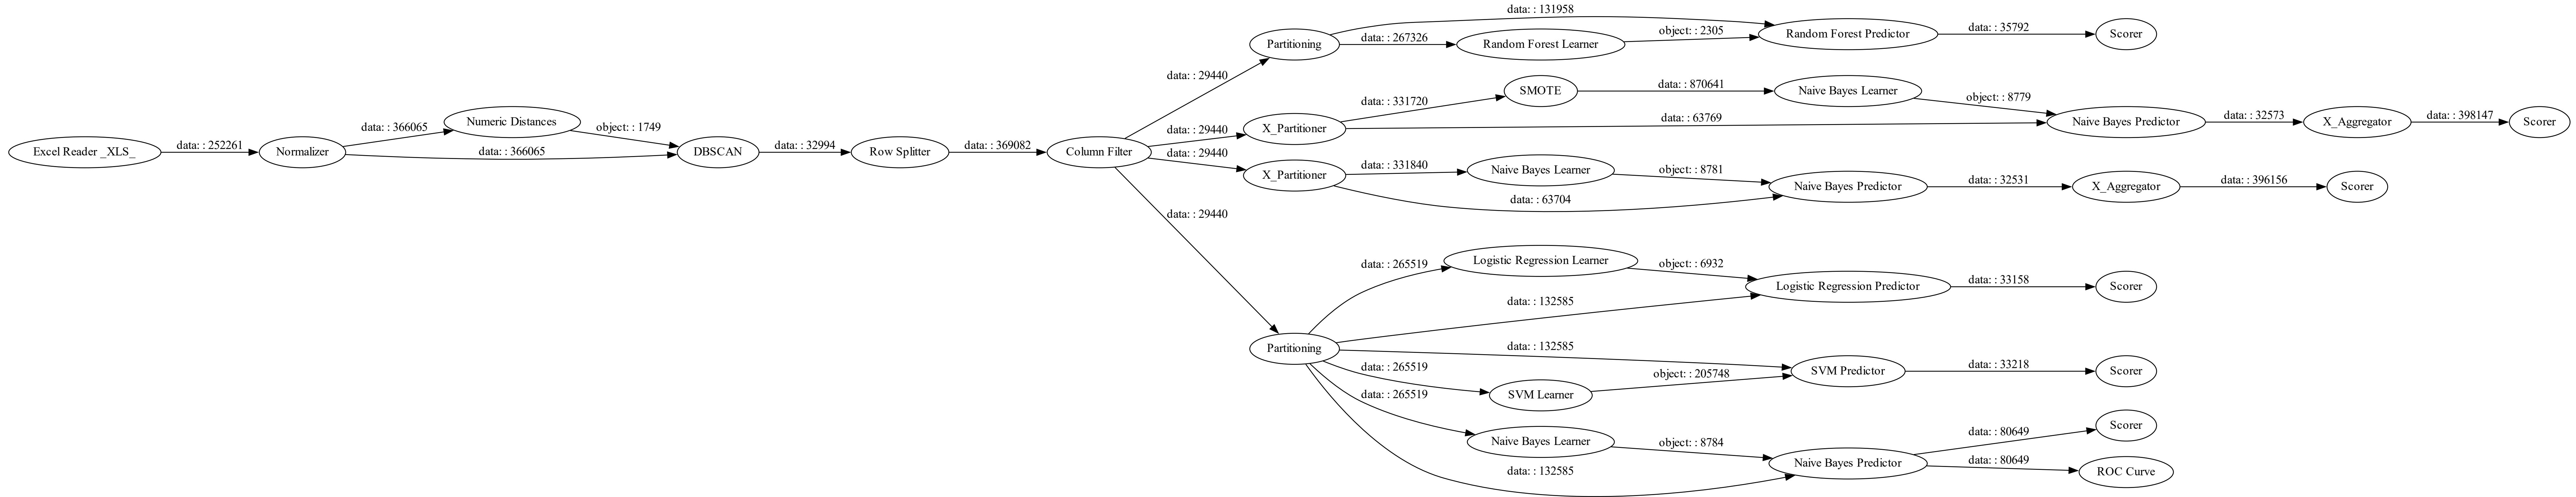 Excel Reader _XLS_
data: : 252261
Normalizer
data: : 366065
Numeric Distances
object: : 1749
data: : 366065
DBSCAN
data: : 32994
Row Splitter
data: : 369082
Column Filter
data: : 29440
Partitioning
data: : 131958
data: : 267326
Random Forest Learner
object: : 2305
Random Forest Predictor
data: : 35792
Scorer
data: : 29440
X_Partitioner
data: : 331720
SMOTE
data: : 870641
Naive Bayes Learner
object: : 8779
data: : 63769
Naive Bayes Predictor
data: : 32573
X_Aggregator
data: : 398147
Scorer
data: : 29440
X_Partitioner
data: : 331840
Naive Bayes Learner
object: : 8781
data: : 63704
Naive Bayes Predictor
data: : 32531
X_Aggregator
data: : 396156
Scorer
data: : 29440
Partitioning
data: : 265519
Logistic Regression Learner
object: : 6932
data: : 132585
Logistic Regression Predictor
data: : 33158
Scorer
data: : 132585
data: : 265519
SVM Learner
object: : 205748
SVM Predictor
data: : 33218
Scorer
data: : 265519
Naive Bayes Learner
object: : 8784
data: : 132585
Naive Bayes Predictor
data: : 80649
Scorer
data: : 80649
ROC Curve